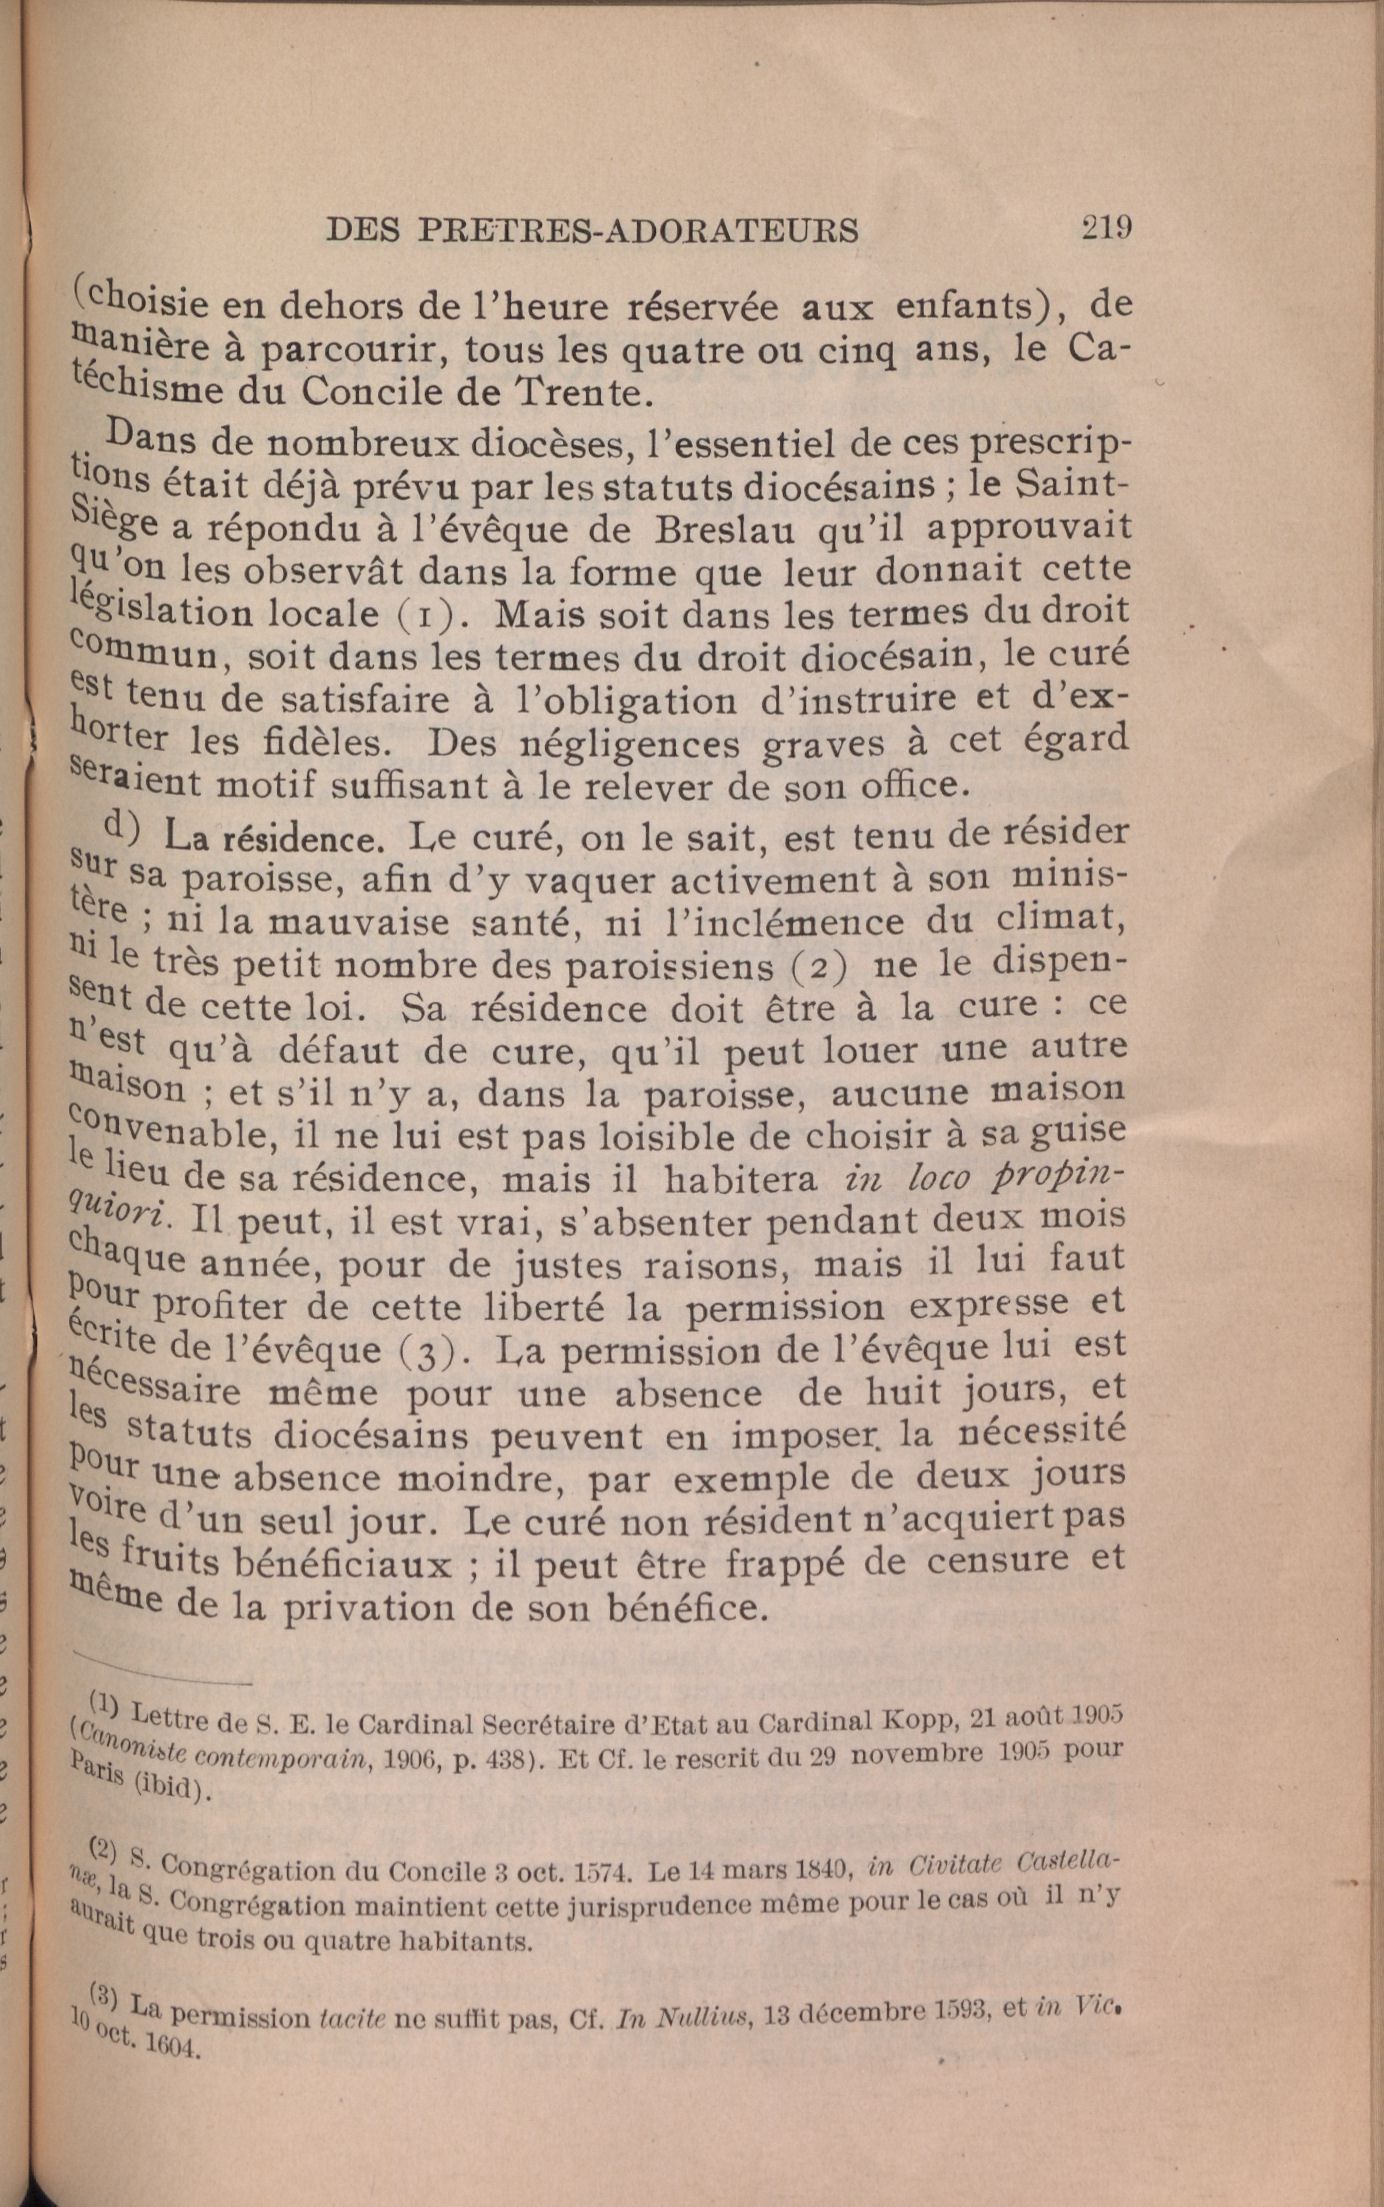 DES PRETRES-ADORATEURS 219
(choisie en dehors de l'heure réservée aux enfants), de
manière à parcourir, tous les quatre ou cinq ans, le Ca-
téchisme du Concile de Trente.
Dans de nombreux diocèses, l'essentiel de ces prescrip-
tions était déjà prévu par les statuts diocésains ; le Saint-
Siège a répondu à l'évêque de Breslau qu'il approuvait
qu'on les observât dans la forme que leur donnait cette
législation locale (1). Mais soit dans les termes du droit
commun, soit dans les termes du droit diocésain, le curé
est tenu de satisfaire à l'obligation d'instruire et d'ex-
horter les fidèles. Des négligences graves à cet égard
seraient motif suffisant à le relever de son office.
d) La résidence. Le curé, on le sait, est tenu de résider
sur sa paroisse, afin d'y vaquer activement à son minis-
tère ; ni la mauvaise santé, ni l'inclémence du climat,
ni le très petit nombre des paroissiens (2) ne le dispen-
sent de cette loi. Sa résidence doit être à la cure : ce
n'est qu'à défaut de cure, qu'il peut louer une autre
maison ; et s'il n'y a, dans la paroisse, aucune maison
convenable, il ne lui est pas loisible de choisir à sa guise
le lieu de sa résidence, mais il habitera in loco propin-
quiori. Il peut, il est vrai, s'absenter pendant deux mois
chaque année, pour de justes raisons, mais il lui faut
pour profiter de cette liberté la permission expresse et
écrite de l'évêque (3). La permission de l'évêque lui est
nécessaire même pour une absence de huit jours, et
les statuts diocésains peuvent en imposer la nécessité
pour une absence moindre, par exemple de deux jours
voire d'un seul jour. Le curé non résident n'acquiert pas
les fruits bénéficiaux ; il peut être frappé de censure et
même de la privation de son bénéfice.
(1) Lettre de S. E. le Cardinal Secrétaire d'Etat au Cardinal Kopp, 21 août 1905
(Canoniste contemporain, 1906, p. 438). Et Cf. le rescrit du 29 novembre 1905 pour
Paris (ibid).
(2) S. Congrégation du Concile 3 oct. 1574. Le 14 mars 1840, in Civitate Castella-
næ, la S. Congrégation maintient cette jurisprudence même pour le cas où il n'y
aurait que trois ou quatre habitants.
(3) La permission tacite ne suffit pas, Cf. In Nullius, 13 décembre 1593, et in Vic.
10 oct. 1604.